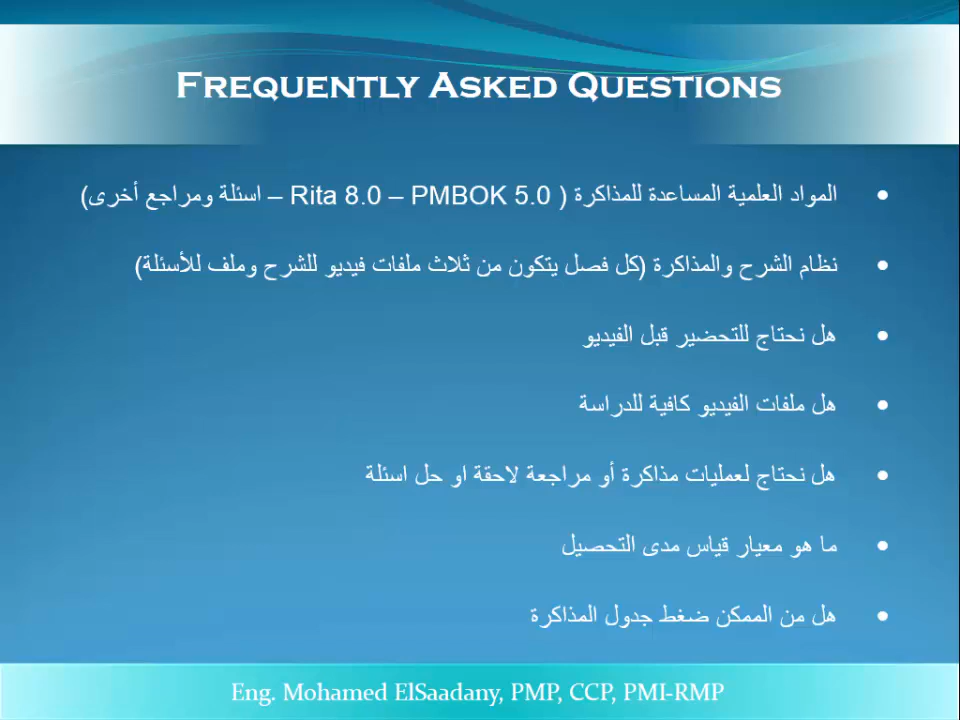 FREQUENTLY ASKED QUESTIONS
• المواد العلمية المساعدة للمذاكرة ( Rita 8.0 – PMBOK 5.0 – اسئلة ومراجع أخرى)
• نظام الشرح والمذاكرة (كل فصل يتكون من ثلاث ملفات فيديو للشرح وملف للأسئلة)
• هل نحتاج للتحضير قبل الفيديو
• هل ملفات الفيديو كافية للدراسة
• هل نحتاج لعمليات مذاكرة أو مراجعة لاحقة او حل اسئلة
• ما هو معيار قياس مدى التحصيل
• هل من الممكن ضغط جدول المذاكرة
Eng. Mohamed ElSaadany, PMP, CCP, PMI-RMP